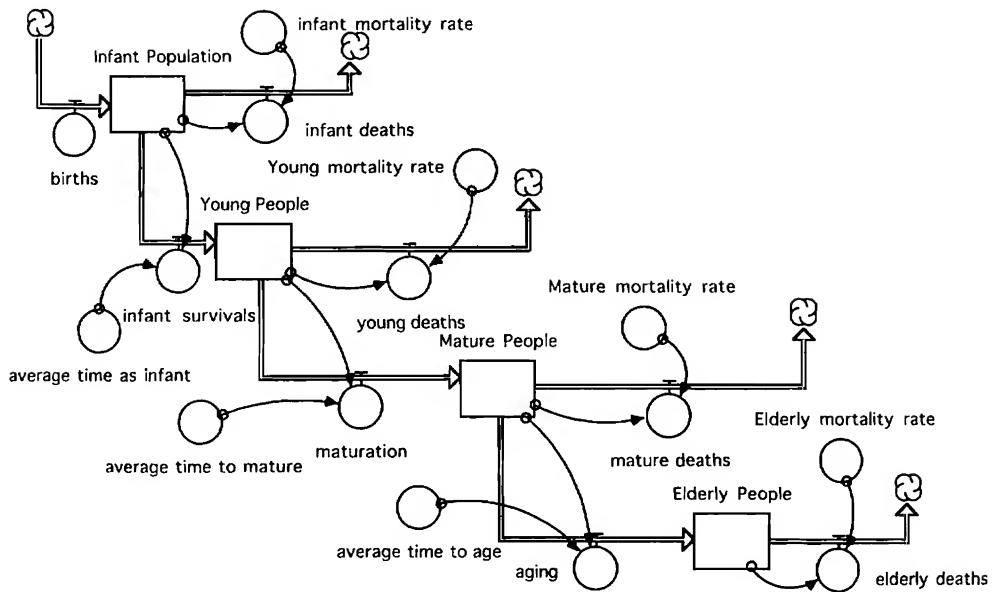 infant mortality rate
Infant Population
infant deaths
births
Young mortality rate
Young People
infant survivals
young deaths
Mature mortality rate
Mature People
average time as infant
average time to mature
maturation
mature deaths
Elderly mortality rate
Elderly People
average time to age
aging
elderly deaths